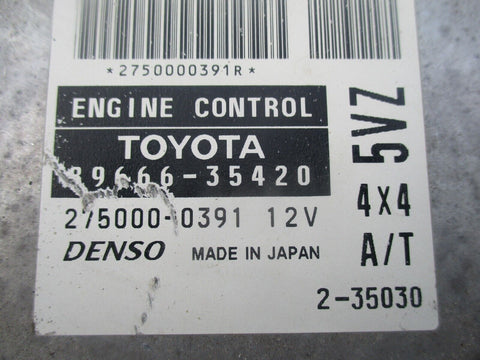 *2750000391R*
ENGINE CONTROL
TOYOTA
89666-35420
275000-0391 12V
DENSO MADE IN JAPAN
5VZ
4x4
A/T
2-35030